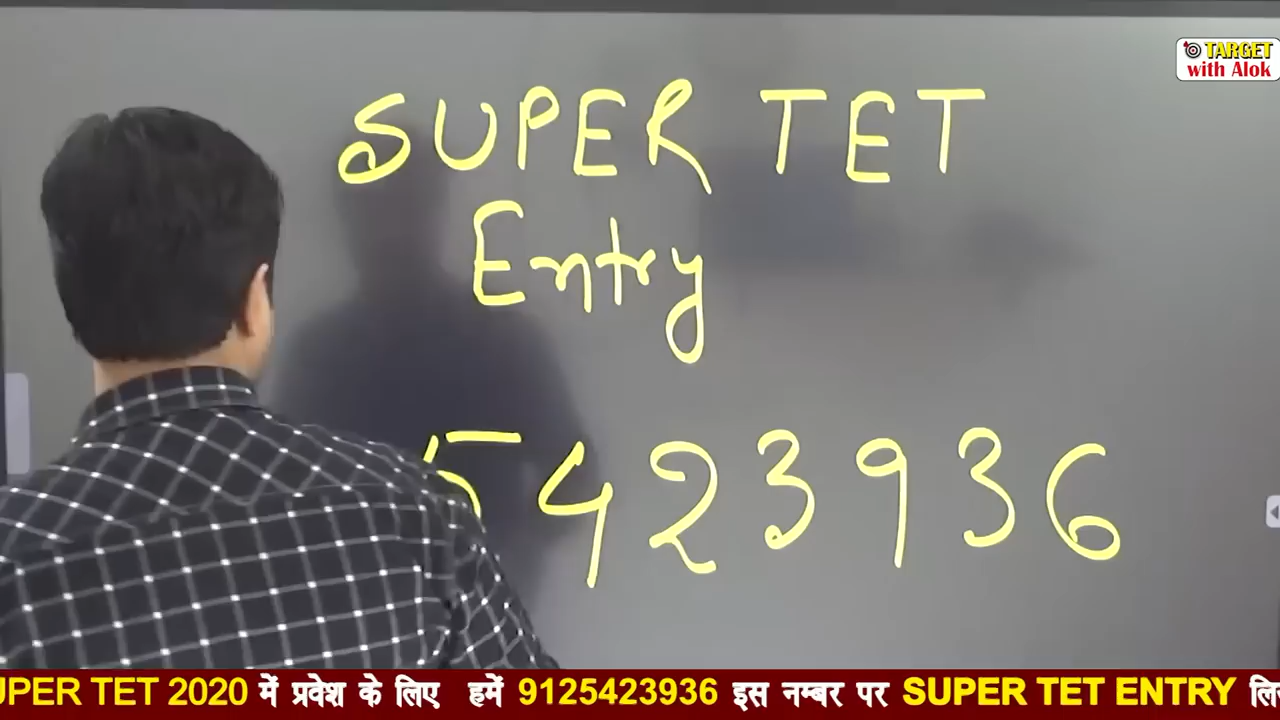 TARGET
with Alok
SUPER TET
Entry
5423936
UPER TET 2020 में प्रवेश के लिए हमें 9125423936 इस नम्बर पर SUPER TET ENTRY लि